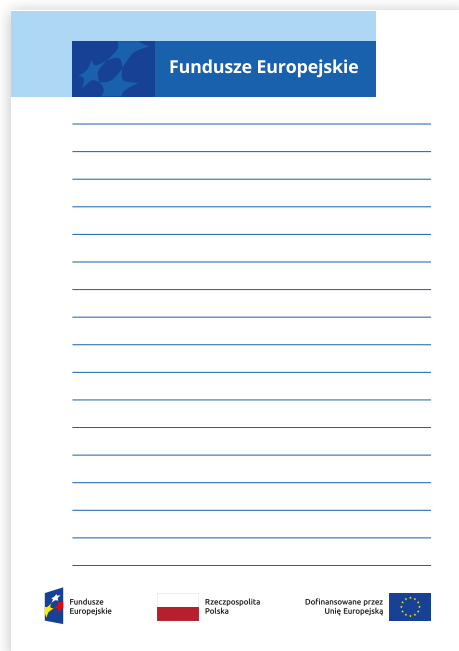 Fundusze Europejskie
Fundusze
Europejskie
Rzeczpospolita
Polska
Dofinansowane przez
Unię Europejską